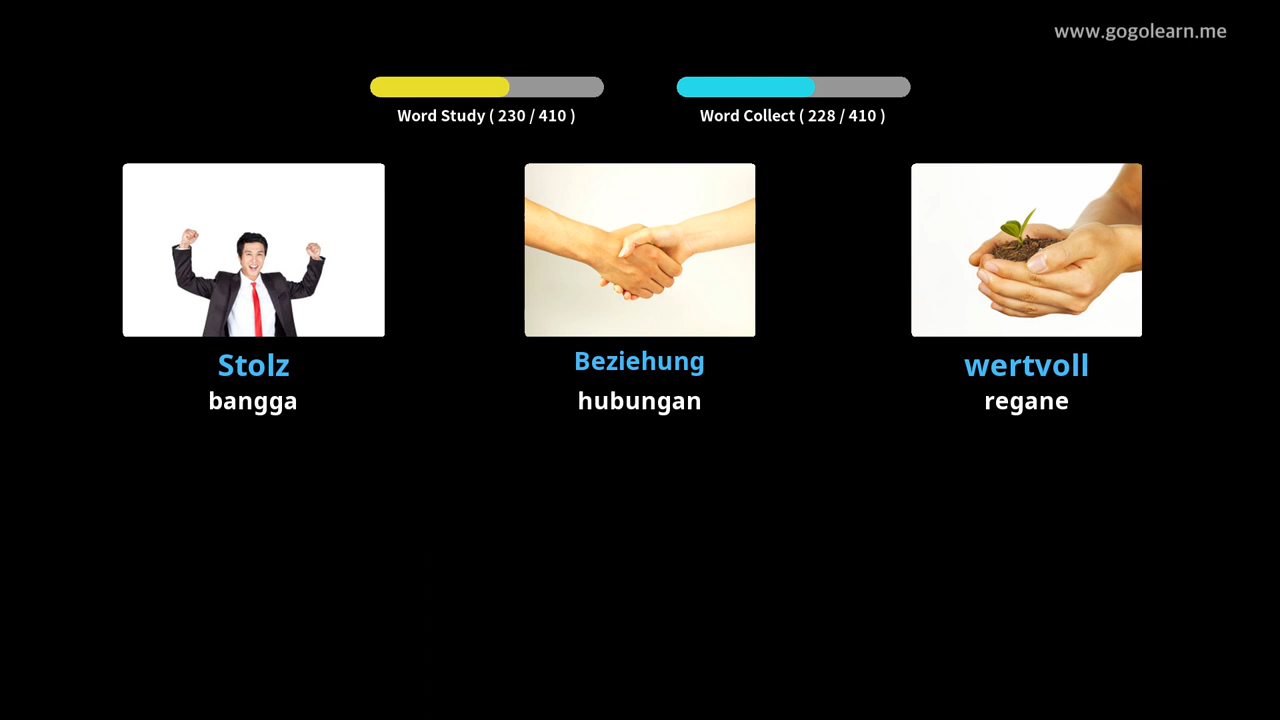 www.gogolearn.me
Word Study ( 230 / 410 )
Word Collect ( 228 / 410 )
Stolz
bangga
Beziehung
hubungan
wertvoll
regane